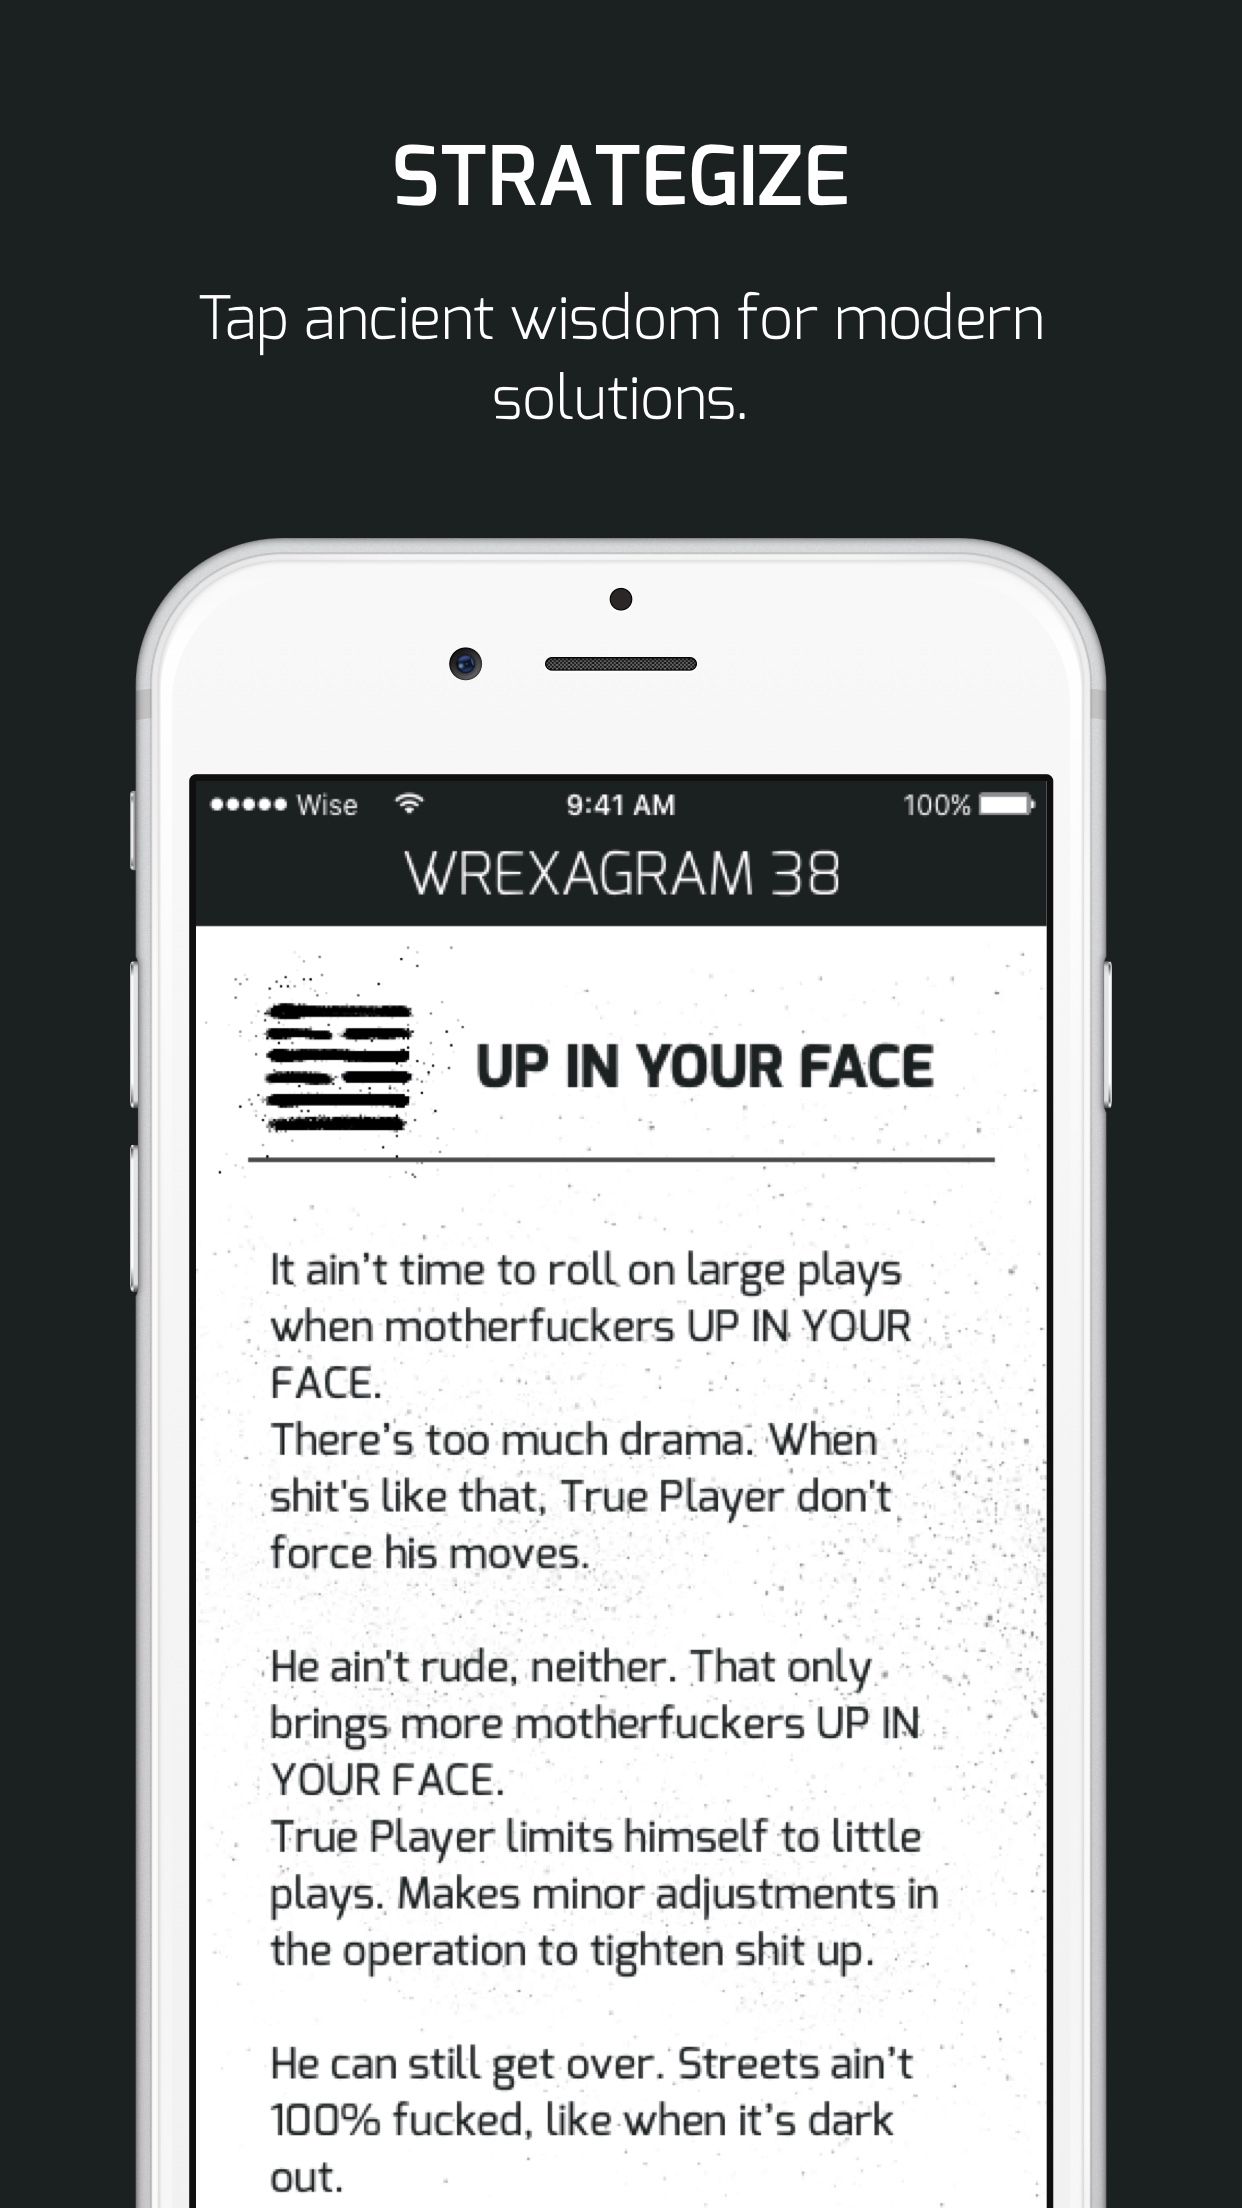 STRATEGIZE
Tap ancient wisdom for modern
solutions.
Wise
9:41 AM
100%
WREXAGRAM 38
UP IN YOUR FACE
It ain’t time to roll on large plays
when motherfuckers UP IN YOUR
FACE.
There’s too much drama. When
shit's like that, True Player don't
force his moves.
He ain't rude, neither. That only
brings more motherfuckers UP IN
YOUR FACE.
True Player limits himself to little
plays. Makes minor adjustments in
the operation to tighten shit up.
He can still get over. Streets ain’t
100% fucked, like when it’s dark
out.